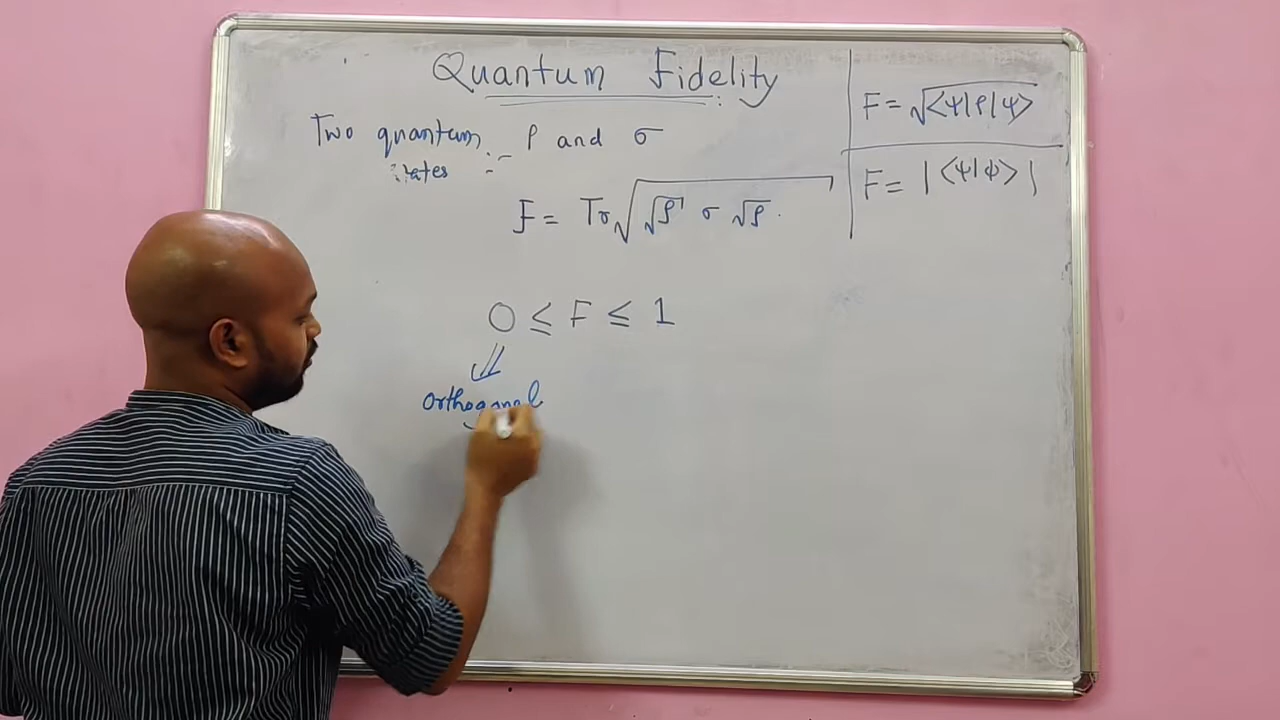 Quantum Fidelity :
Two quantum states :- ρ and σ
F = Tr √(√ρ σ √ρ).
0 ≤ F ≤ 1
⇓
Orthogonal
F = √⟨ψ|ρ|ψ⟩
F = |⟨ψ|φ⟩|